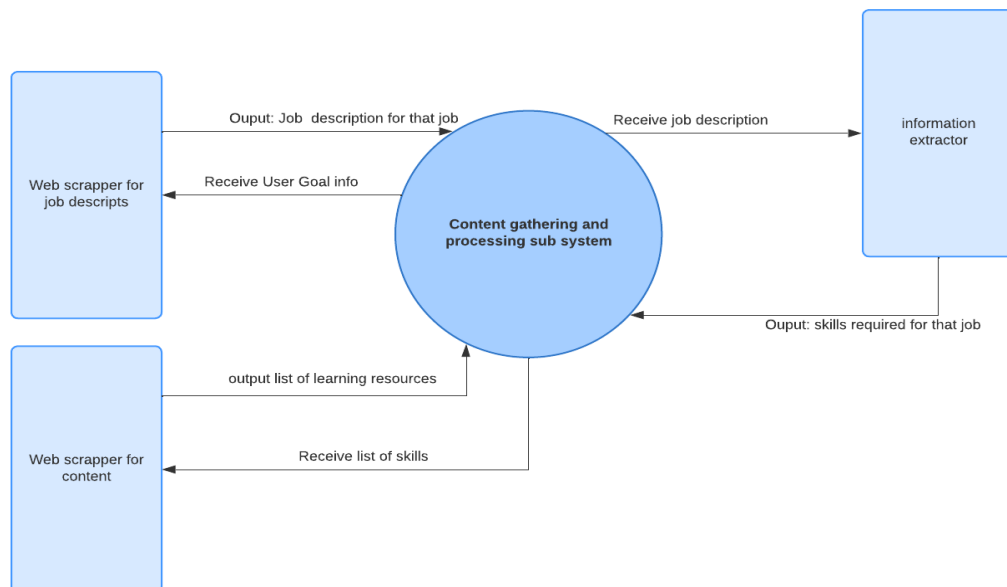 Ouput: Job description for that job
Receive job description
information
extractor
Web scrapper for
job descripts
Receive User Goal info
Content gathering and
processing sub system
Ouput: skills required for that job
output list of learning resources
Web scrapper for
content
Receive list of skills